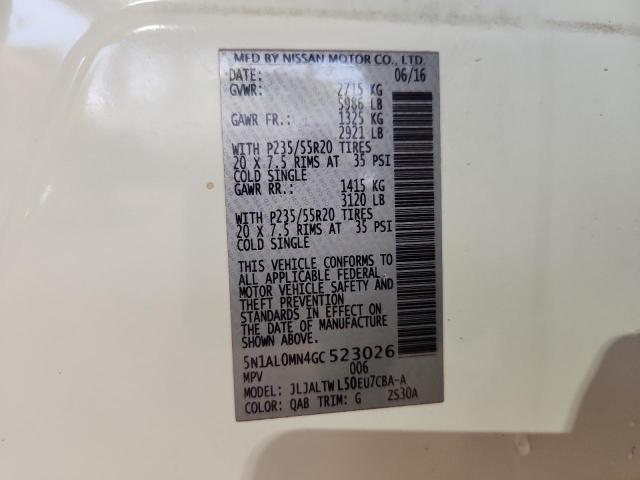 MFD BY NISSAN MOTOR CO., LTD.
DATE: 06/16
GVWR: 2715 KG
5986 LB
GAWR FR.: 1325 KG
2921 LB
WITH P235/55R20 TIRES
20 X 7.5 RIMS AT 35 PSI
COLD SINGLE
GAWR RR.: 1415 KG
3120 LB
WITH P235/55R20 TIRES
20 X 7.5 RIMS AT 35 PSI
COLD SINGLE
THIS VEHICLE CONFORMS TO
ALL APPLICABLE FEDERAL
MOTOR VEHICLE SAFETY AND
THEFT PREVENTION
STANDARDS IN EFFECT ON
THE DATE OF MANUFACTURE
SHOWN ABOVE.
5N1AL0MN4GC 523026
MPV 006
MODEL: JLJALTWL50EU7CBA-A
COLOR: QAB TRIM: G ZS30A